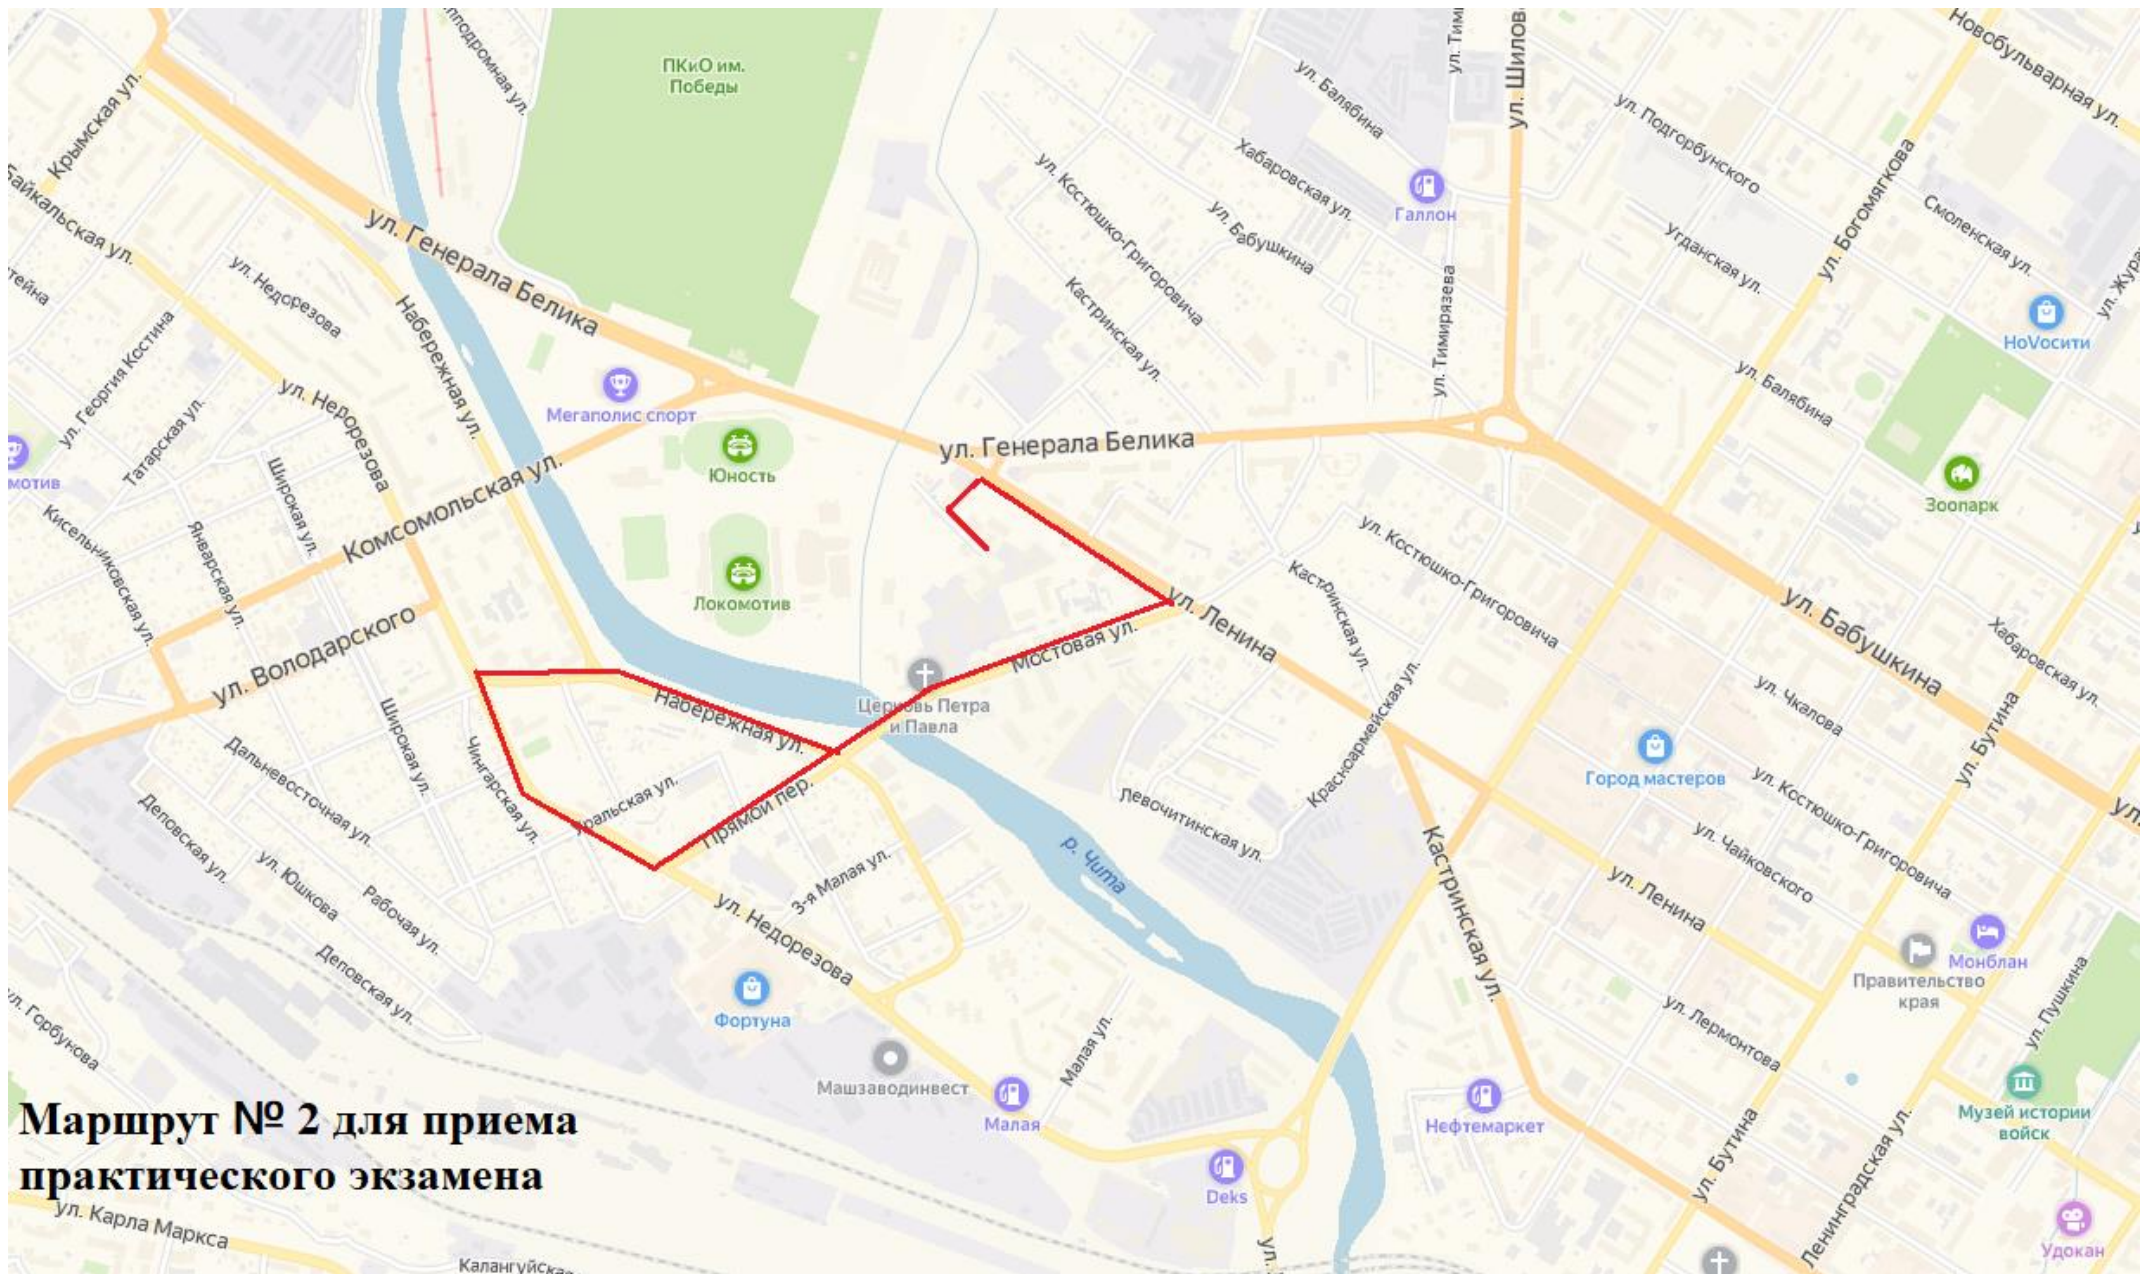 ПКиО им.
Победы
Крымская ул.
ул. Балябина
Хабаровская ул.
ул. Бабушкина
Галлон
ул. Подгорбунского
Новобульварная ул.
ул. Богомягкова
Смоленская ул.
Угданская ул.
НоVосити
Байкальская ул.
ул. Недорезова
ул. Генерала Белика
ул. Костюшко-Григоровича
Кастринская ул.
ул. Тимирязева
ул. Балябина
Зоопарк
Набережная ул.
Мегаполис спорт
Юность
Локомотив
ул. Генерала Белика
ул. Георгия Костина
Татарская ул.
ул. Недорезова
Широкая ул.
Комсомольская ул.
Кисельниковская ул.
Январская ул.
ул. Володарского
ул. Костюшко-Григоровича
Кастринская ул.
ул. Ленина
Мостовая ул.
ул. Бабушкина
Хабаровская ул.
Церковь Петра
и Павла
Набережная ул.
Красноармейская ул.
ул. Чкалова
ул. Бутина
Город мастеров
Широкая ул.
Чингарская ул.
Дальневосточная ул.
Деповская ул.
Уральская ул.
Прямой пер.
Левочитинская ул.
р. Чита
Кастринская ул.
ул. Костюшко-Григоровича
ул. Чайковского
ул. Ленина
ул. Юшкова
Рабочая ул.
3-я Малая ул.
ул. Недорезова
Деповская ул.
Монблан
Правительство
края
ул. Пушкина
ул. Лермонтова
Фортуна
ул. Горбунова
Машзаводинвест
Малая ул.
Малая
Нефтемаркет
Музей истории
войск
Маршрут № 2 для приема
практического экзамена
Deks
ул. Бутина
Ленинградская ул.
ул. Карла Маркса
Удокан